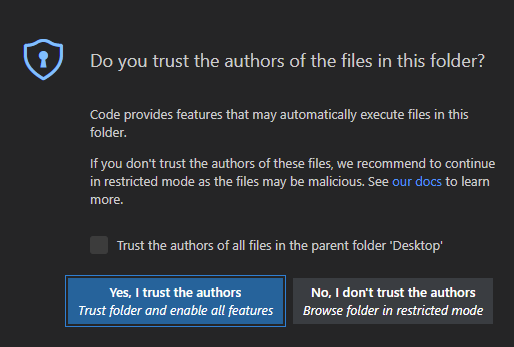 Do you trust the authors of the files in this folder?
Code provides features that may automatically execute files in this
folder.
If you don't trust the authors of these files, we recommend to continue
in restricted mode as the files may be malicious. See our docs to learn
more.
Trust the authors of all files in the parent folder 'Desktop'
Yes, I trust the authors
Trust folder and enable all features
No, I don't trust the authors
Browse folder in restricted mode